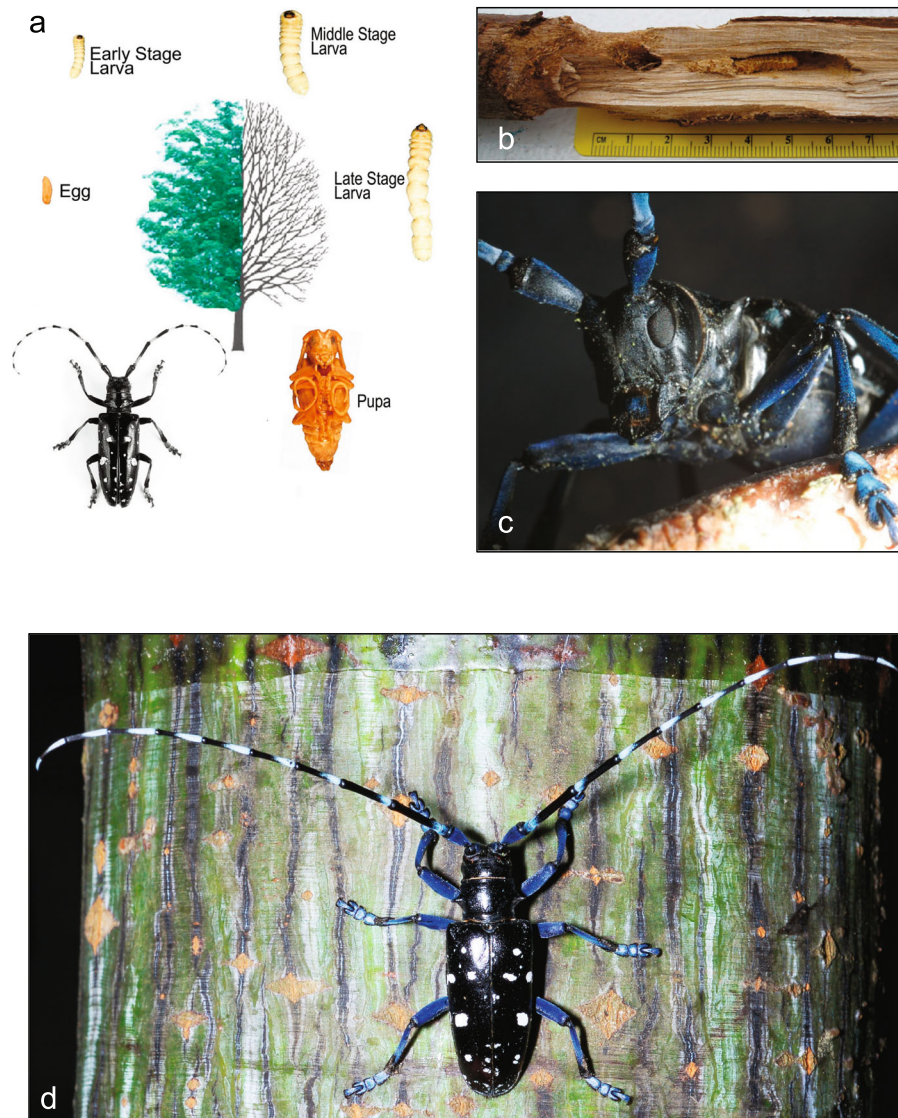 a
Early Stage
Larva
Middle Stage
Larva
Egg
Late Stage
Larva
Pupa
b
CM 1 2 3 4 5 6 7
c
d